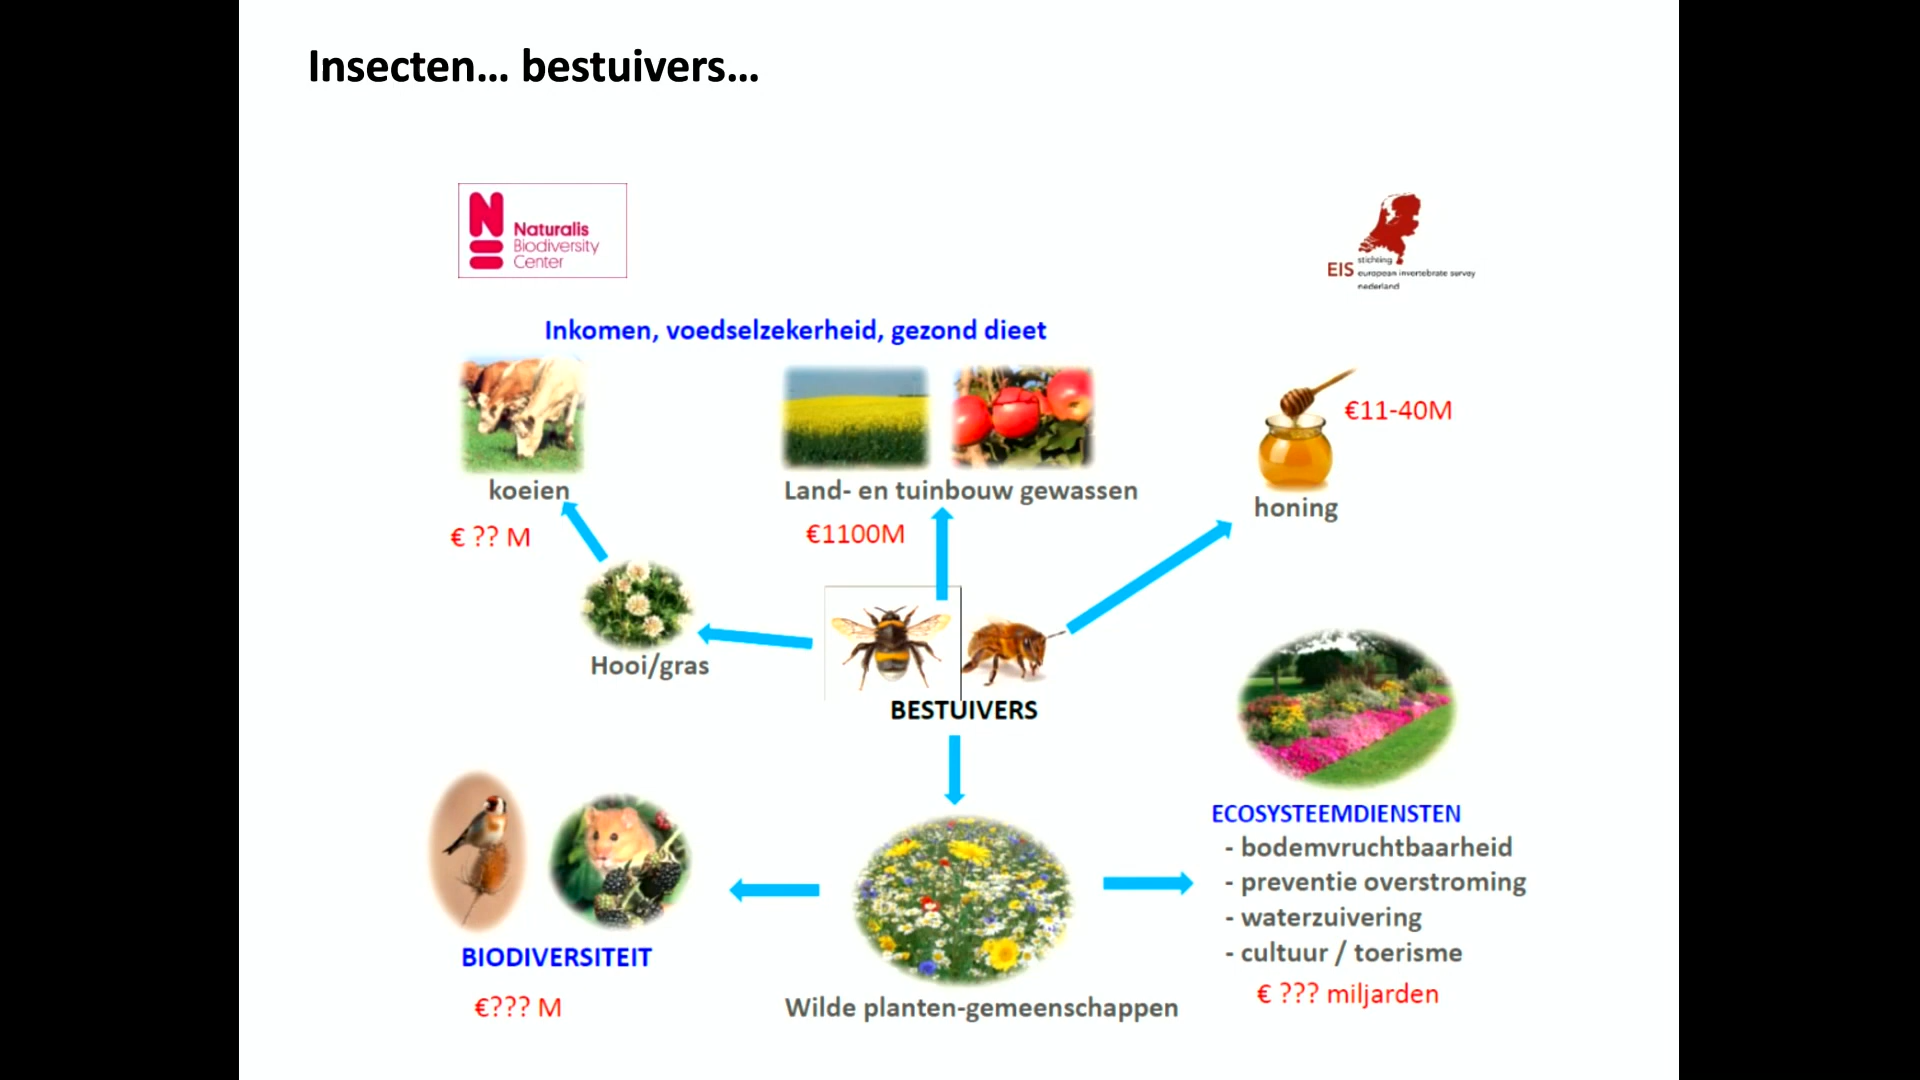 Insecten... bestuivers...
Naturalis
Biodiversity
Center
stichting
EIS european invertebrate survey
nederland
Inkomen, voedselzekerheid, gezond dieet
€11-40M
koeien
Land- en tuinbouw gewassen
honing
€ ?? M
€1100M
Hooi/gras
BESTUIVERS
ECOSYSTEEMDIENSTEN
- bodemvruchtbaarheid
- preventie overstroming
- waterzuivering
- cultuur / toerisme
€ ??? miljarden
BIODIVERSITEIT
€??? M
Wilde planten-gemeenschappen